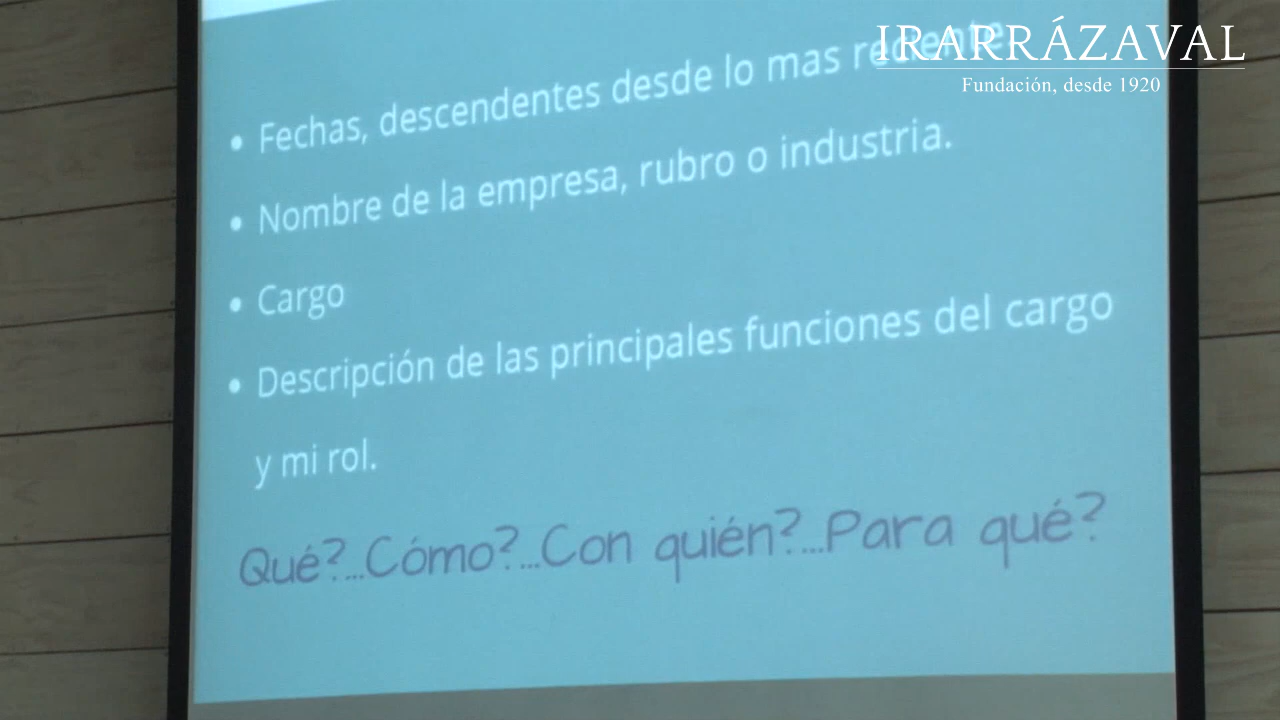 IRARRÁZAVAL
Fundación, desde 1920
• Fechas, descendentes desde lo mas reciente
• Nombre de la empresa, rubro o industria.
• Cargo
• Descripción de las principales funciones del cargo
y mi rol.
Qué?...Cómo?...Con quién?...Para qué?